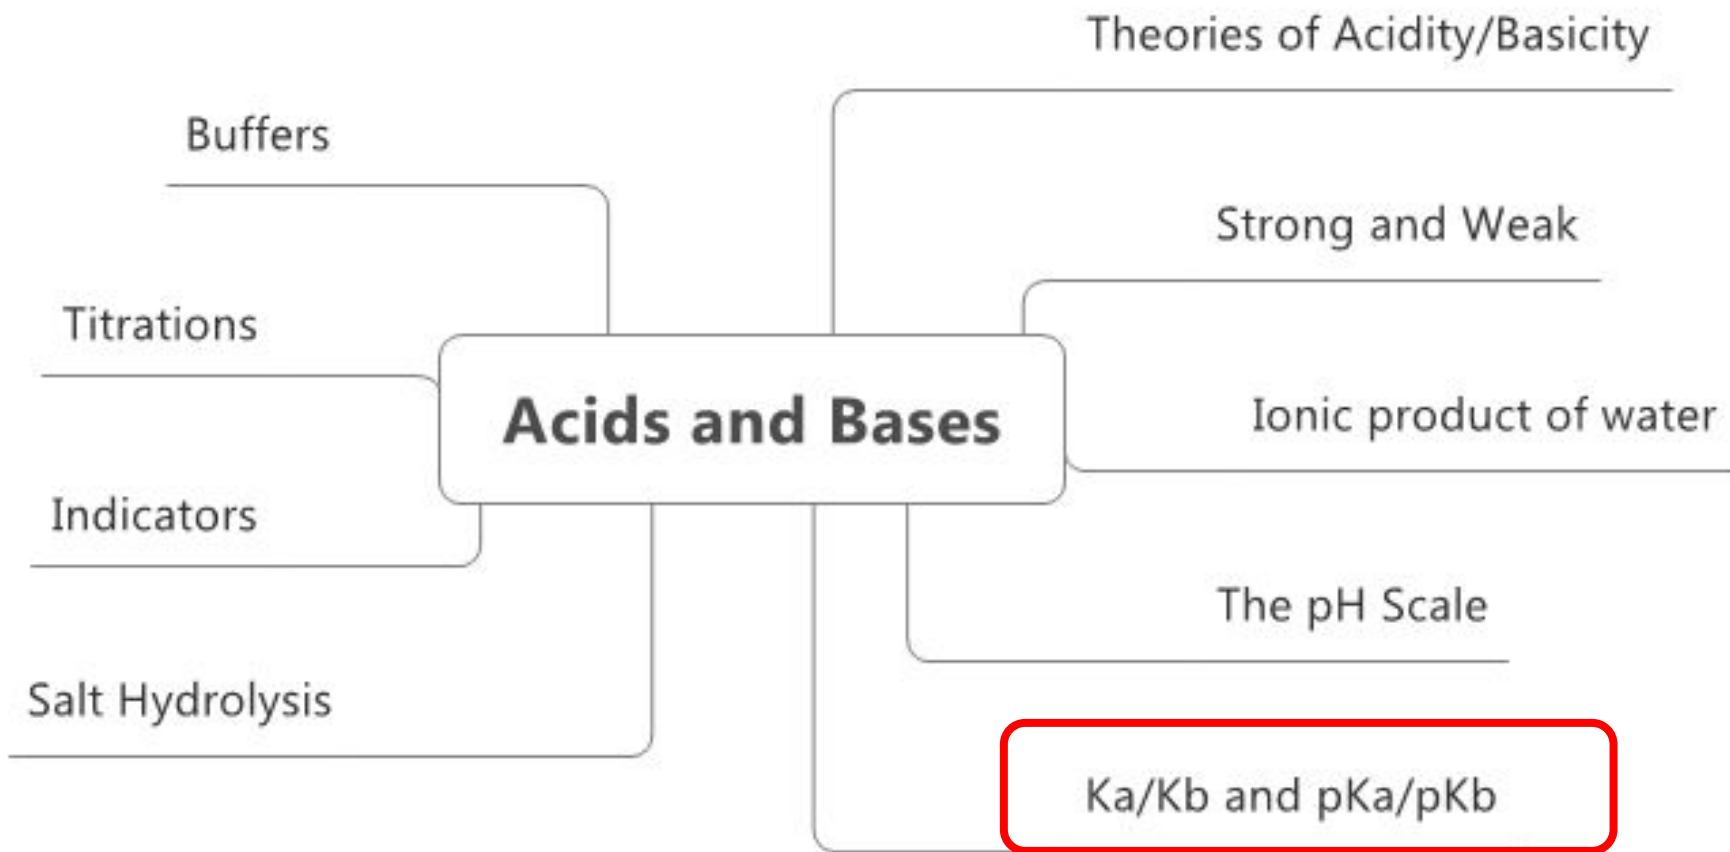 Theories of Acidity/Basicity
Buffers
Strong and Weak
Titrations
Acids and Bases
Ionic product of water
Indicators
The pH Scale
Salt Hydrolysis
Ka/Kb and pKa/pKb